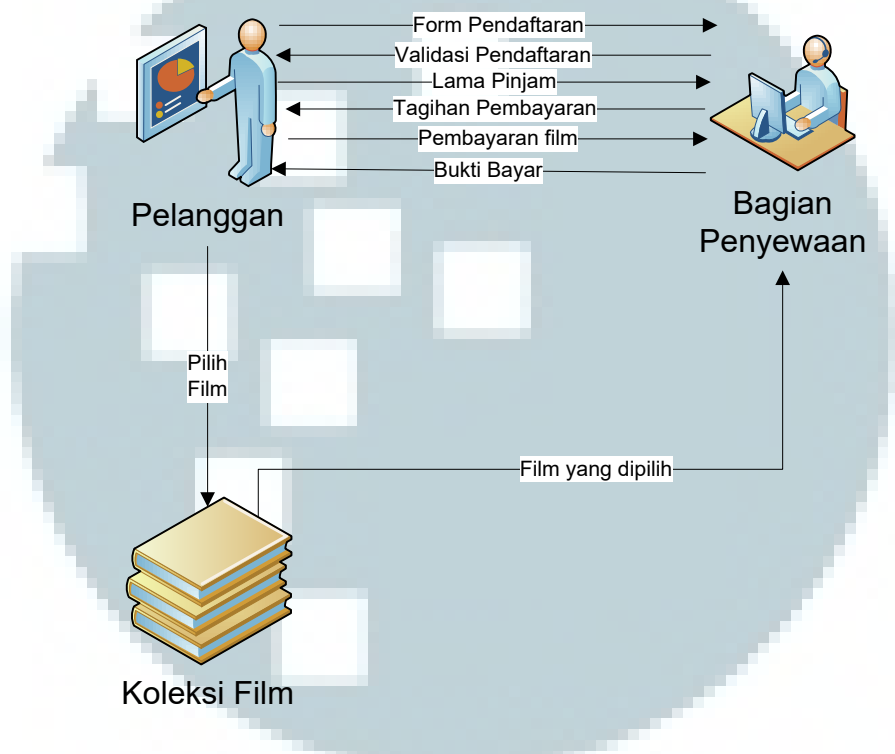 Form Pendaftaran
Validasi Pendaftaran
Lama Pinjam
Tagihan Pembayaran
Pembayaran film
Bukti Bayar
Pelanggan
Bagian
Penyewaan
Pilih
Film
Film yang dipilih
Koleksi Film